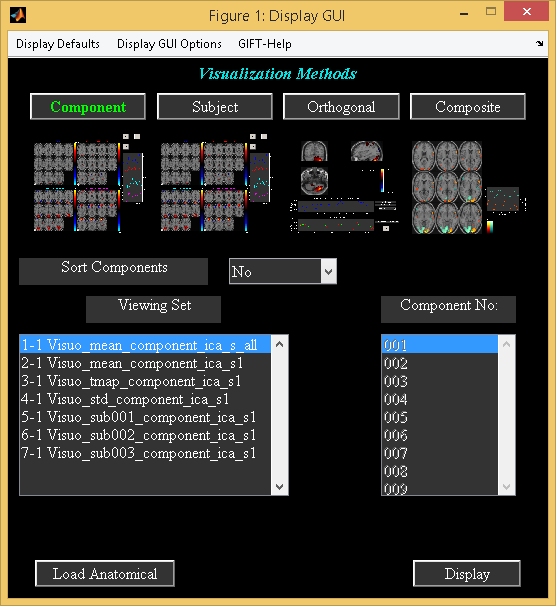 Figure 1: Display GUI
Display Defaults Display GUI Options GIFT-Help
Visualization Methods
Component Subject Orthogonal Composite
Sort Components No
Viewing Set Component No:
1-1 Visuo_mean_component_ica_s_all
2-1 Visuo_mean_component_ica_s1
3-1 Visuo_tmap_component_ica_s1
4-1 Visuo_std_component_ica_s1
5-1 Visuo_sub001_component_ica_s1
6-1 Visuo_sub002_component_ica_s1
7-1 Visuo_sub003_component_ica_s1
001
002
003
004
005
006
007
008
009
Load Anatomical Display